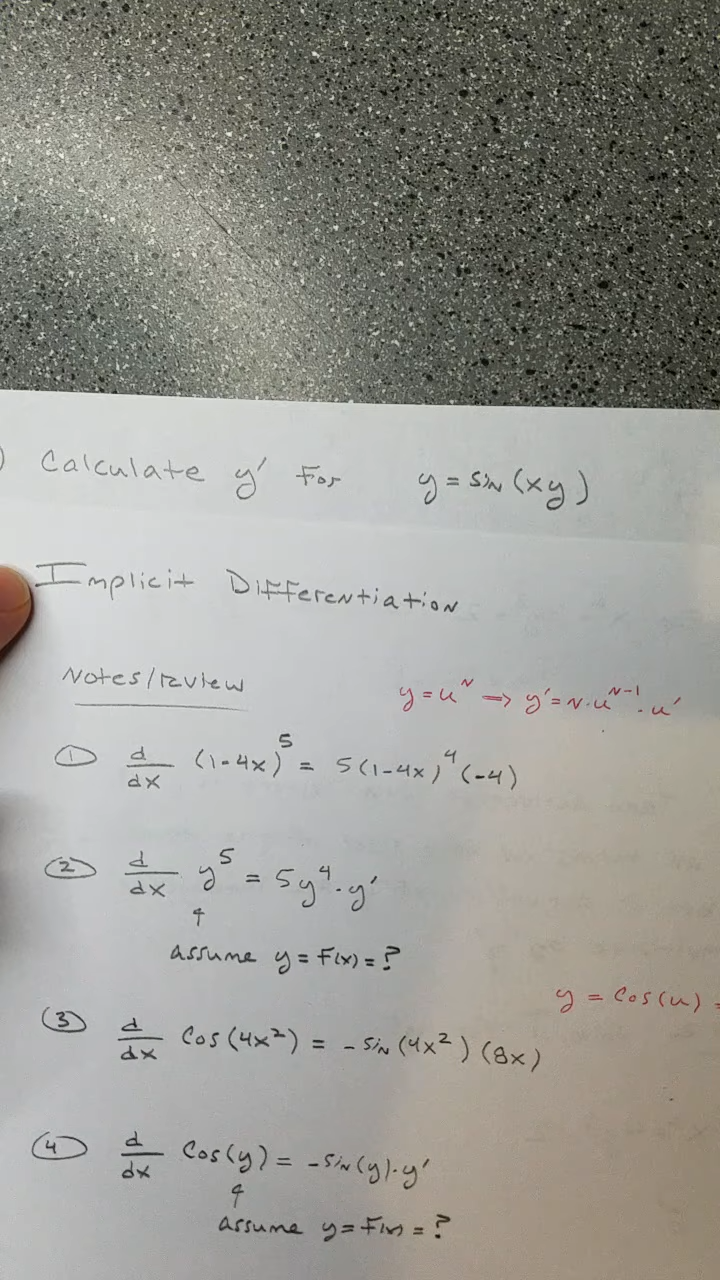 ) Calculate y' For y = sin(xy)
Implicit Differentiation
Notes/review
y = u^N ⇒ y' = N·u^(N-1)·u'
① d/dx (1-4x)^5 = 5(1-4x)^4 (-4)
② d/dx y^5 = 5y^4 · y'
assume y = F(x) = ?
y = Cos(u) =
③ d/dx Cos(4x²) = -sin(4x²)(8x)
④ d/dx Cos(y) = -sin(y)·y'
assume y = F(x) = ?